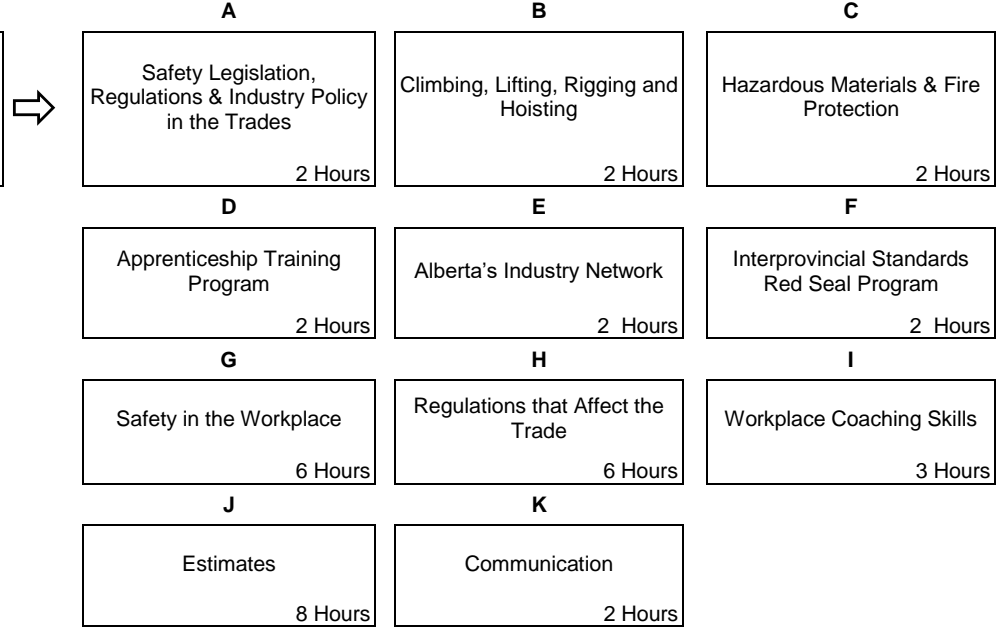 A
B
C
Safety Legislation,
Regulations & Industry Policy
in the Trades
2 Hours
Climbing, Lifting, Rigging and
Hoisting
2 Hours
Hazardous Materials & Fire
Protection
2 Hours
D
E
F
Apprenticeship Training
Program
2 Hours
Alberta's Industry Network
2 Hours
Interprovincial Standards
Red Seal Program
2 Hours
G
H
I
Safety in the Workplace
6 Hours
Regulations that Affect the
Trade
6 Hours
Workplace Coaching Skills
3 Hours
J
K
Estimates
8 Hours
Communication
2 Hours